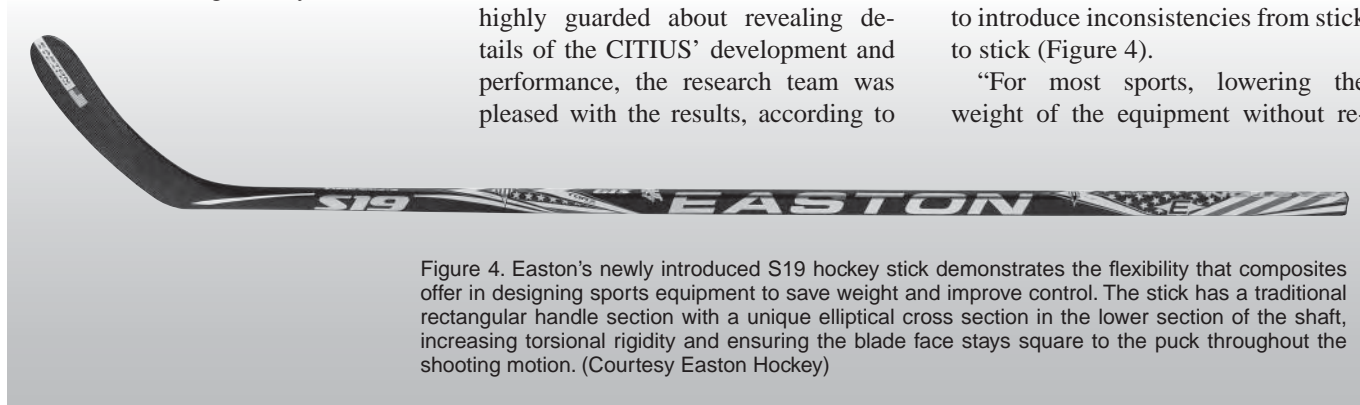 highly guarded about revealing de-
tails of the CITIUS’ development and
performance, the research team was
pleased with the results, according to
to introduce inconsistencies from stick
to stick (Figure 4).
“For most sports, lowering the
weight of the equipment without re-
S19
EASTON
E
Figure 4. Easton’s newly introduced S19 hockey stick demonstrates the flexibility that composites
offer in designing sports equipment to save weight and improve control. The stick has a traditional
rectangular handle section with a unique elliptical cross section in the lower section of the shaft,
increasing torsional rigidity and ensuring the blade face stays square to the puck throughout the
shooting motion. (Courtesy Easton Hockey)